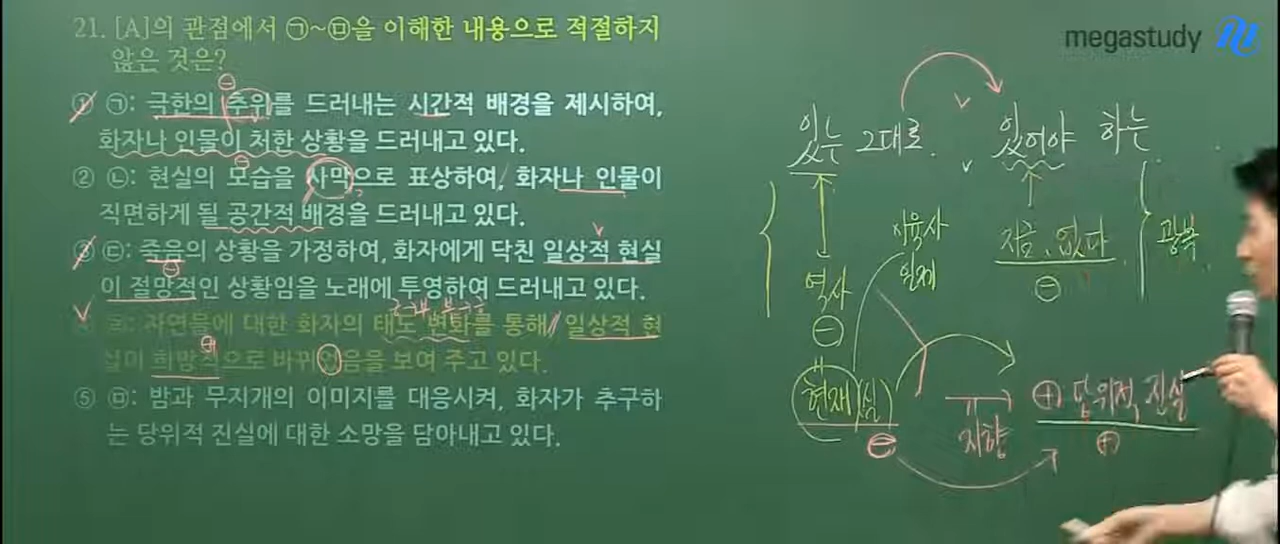 21. [A]의 관점에서 ㉠~㉤을 이해한 내용으로 적절하지
않은 것은?
① ㉠: 극한의 추위를 드러내는 시간적 배경을 제시하여,
화자나 인물이 처한 상황을 드러내고 있다.
② ㉡: 현실의 모습을 사막으로 표상하여, 화자나 인물이
직면하게 될 공간적 배경을 드러내고 있다.
③ ㉢: 죽음의 상황을 가정하여, 화자에게 닥친 일상적 현실
이 절망적인 상황임을 노래에 투영하여 드러내고 있다.
④ ㉣: 자연물에 대한 화자의 태도 변화를 통해 일상적 현
실이 희망적으로 바뀌었음을 보여 주고 있다.
⑤ ㉤: 밤과 무지개의 이미지를 대응시켜, 화자가 추구하
는 당위적 진실에 대한 소망을 담아내고 있다.
megastudy
있는 그대로
있어야 하는
이육사
일제
지금, 없다
⊖
광복
역사
⊖
현재(실)
⊖
지향
⊕ 당위적 진실
⊕